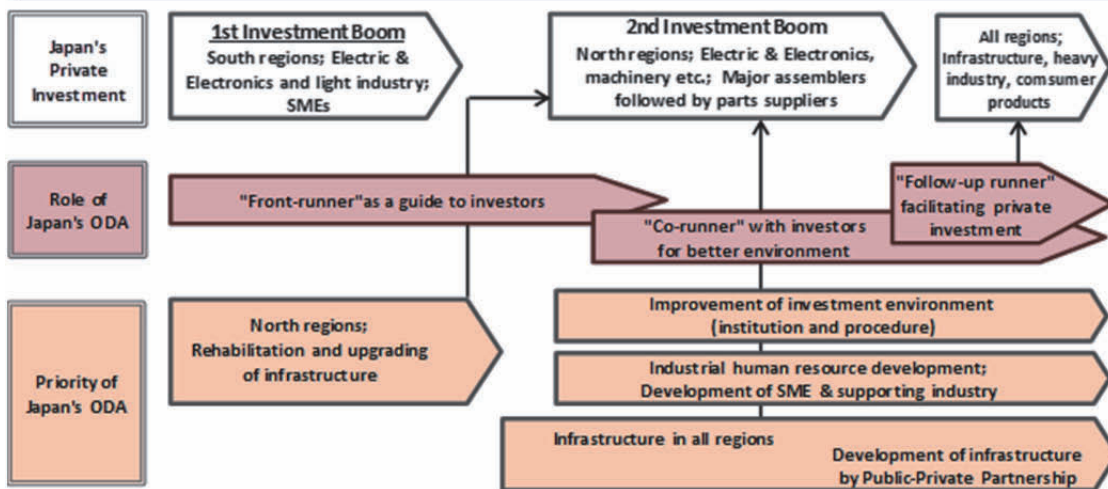 Japan's
Private
Investment
1st Investment Boom
South regions; Electric &
Electronics and light industry;
SMEs
2nd Investment Boom
North regions; Electric & Electronics,
machinery etc.; Major assemblers
followed by parts suppliers
All regions;
Infrastructure, heavy
industry, comsumer
products
Role of
Japan's ODA
"Front-runner"as a guide to investors
"Co-runner" with investors
for better environment
"Follow-up runner"
facilitating private
investment
Priority of
Japan's ODA
North regions;
Rehabilitation and upgrading
of infrastructure
Improvement of investment environment
(institution and procedure)
Industrial human resource development;
Development of SME & supporting industry
Infrastructure in all regions
Development of infrastructure
by Public-Private Partnership